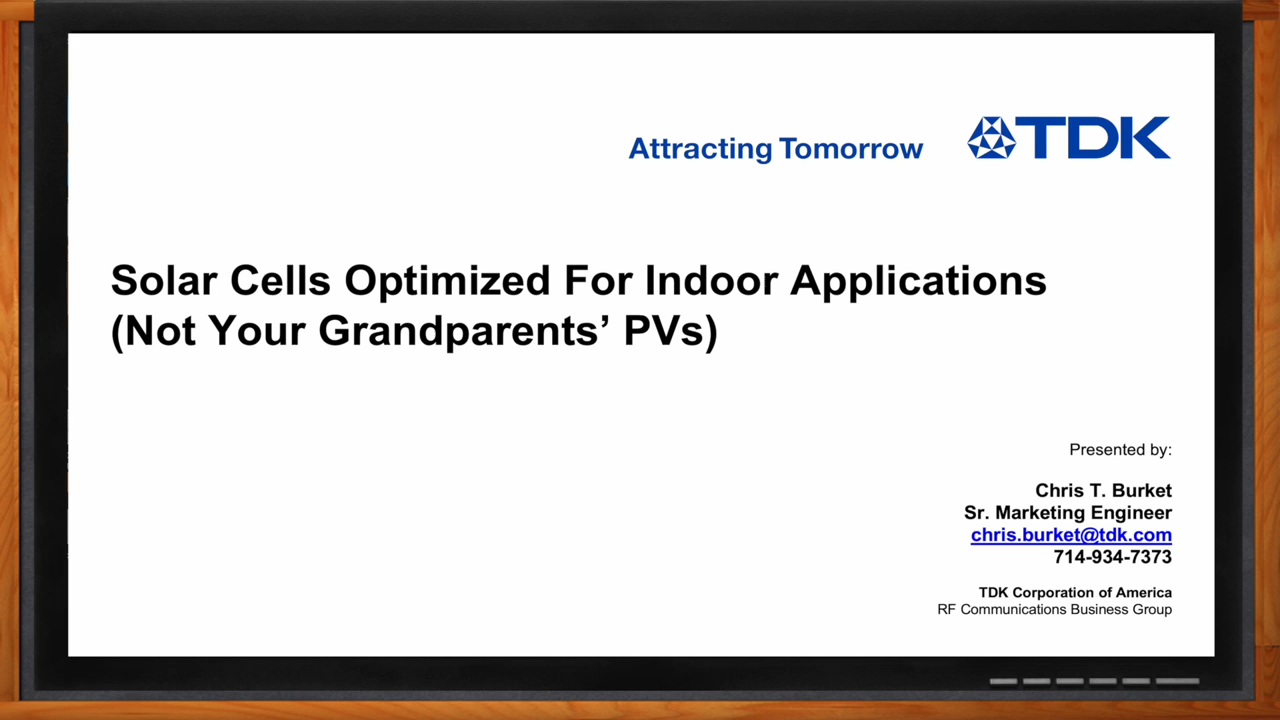 Attracting Tomorrow TDK
Solar Cells Optimized For Indoor Applications
(Not Your Grandparents’ PVs)
Presented by:
Chris T. Burket
Sr. Marketing Engineer
chris.burket@tdk.com
714-934-7373
TDK Corporation of America
RF Communications Business Group